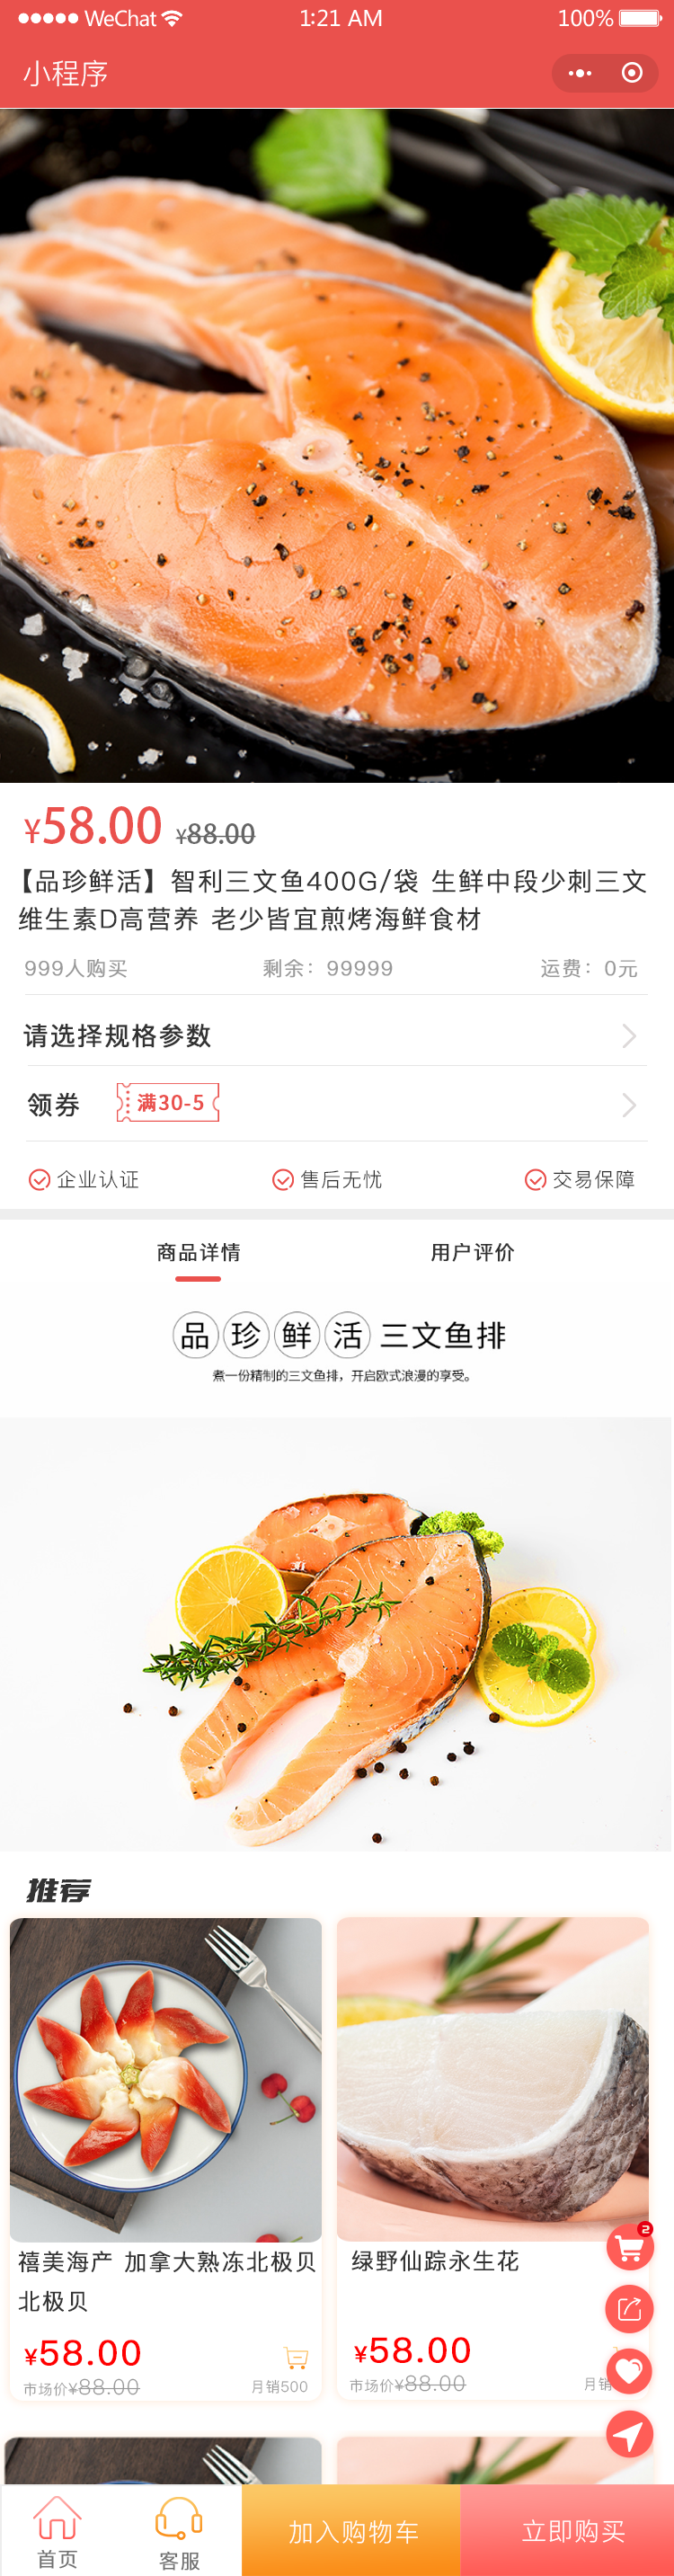 WeChat 1:21 AM 100%
小程序
¥58.00 ¥88.00
【品珍鲜活】智利三文鱼400G/袋 生鲜中段少刺三文
维生素D高营养 老少皆宜煎烤海鲜食材
999人购买 剩余：99999 运费：0元
请选择规格参数
领券 满30-5
企业认证 售后无忧 交易保障
商品详情 用户评价
品珍鲜活 三文鱼排
煮一份精制的三文鱼排，开启欧式浪漫的享受。
推荐
2
禧美海产 加拿大熟冻北极贝
北极贝
¥58.00
市场价¥88.00 月销500
绿野仙踪永生花
¥58.00
市场价¥88.00 月销
首页 客服 加入购物车 立即购买